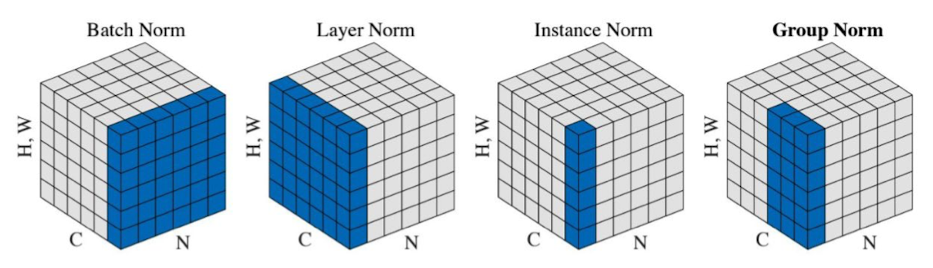 Batch Norm
Layer Norm
Instance Norm
Group Norm
H, W
H, W
H, W
H, W
C
N
C
N
C
N
C
N